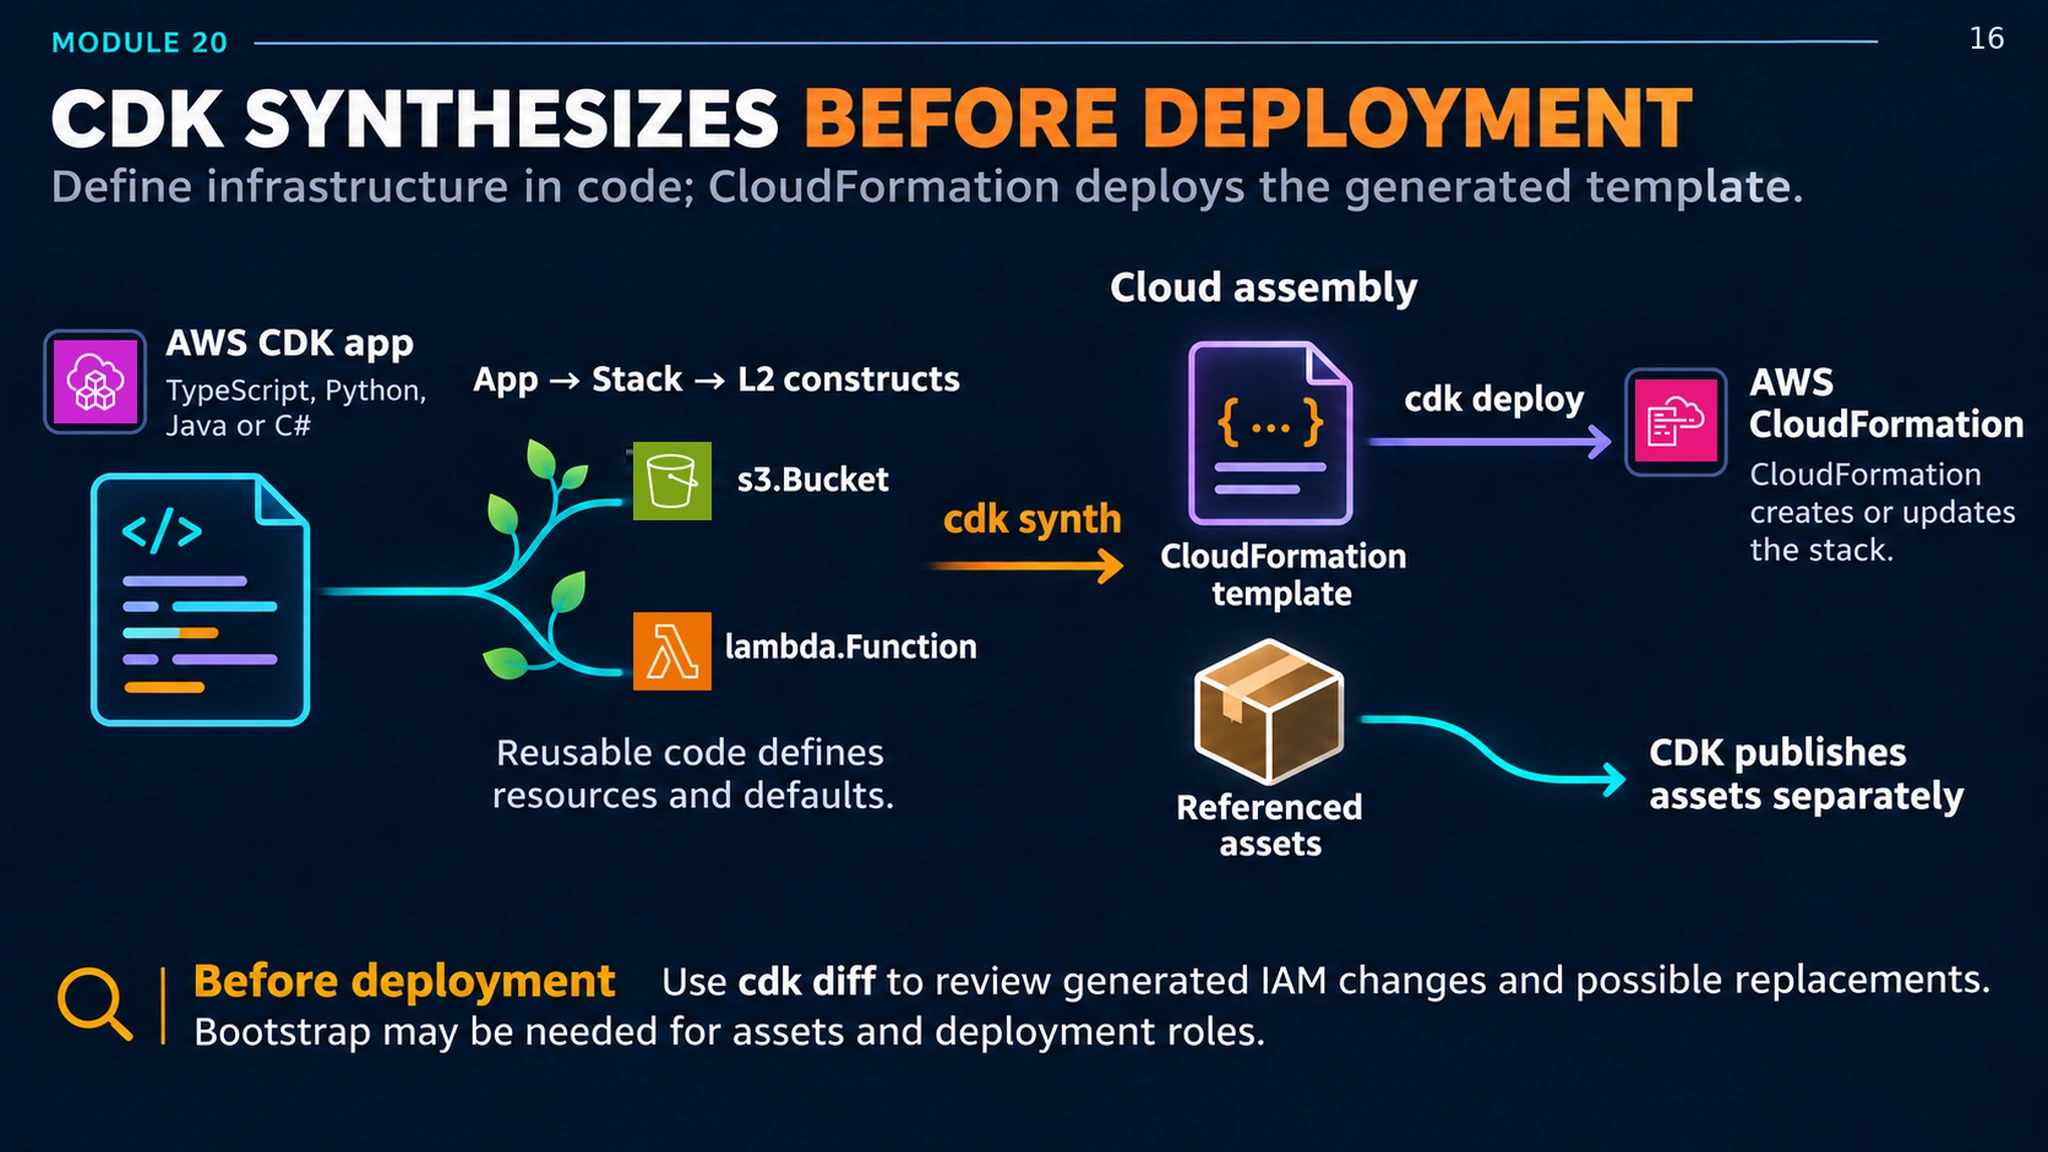 MODULE 20
16
CDK SYNTHESIZES BEFORE DEPLOYMENT
Define infrastructure in code; CloudFormation deploys the generated template.
AWS CDK app
TypeScript, Python,
Java or C#
</>
App → Stack → L2 constructs
s3.Bucket
lambda.Function
Reusable code defines
resources and defaults.
cdk synth
Cloud assembly
{ ... }
CloudFormation
template
Referenced
assets
cdk deploy
AWS
CloudFormation
CloudFormation
creates or updates
the stack.
CDK publishes
assets separately
Before deployment Use cdk diff to review generated IAM changes and possible replacements.
Bootstrap may be needed for assets and deployment roles.